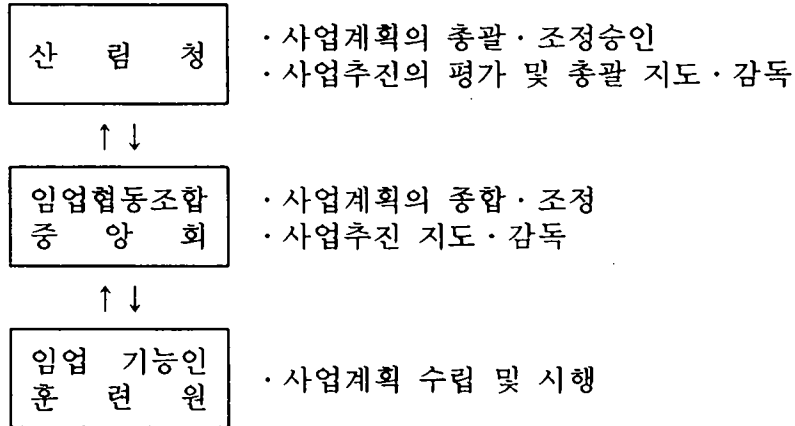 산 림 청
· 사업계획의 총괄 · 조정승인
· 사업추진의 평가 및 총괄 지도 · 감독
↑ ↓
임업협동조합
중 앙 회
· 사업계획의 종합 · 조정
· 사업추진 지도 · 감독
↑ ↓
임업 기능인
훈 련 원
· 사업계획 수립 및 시행